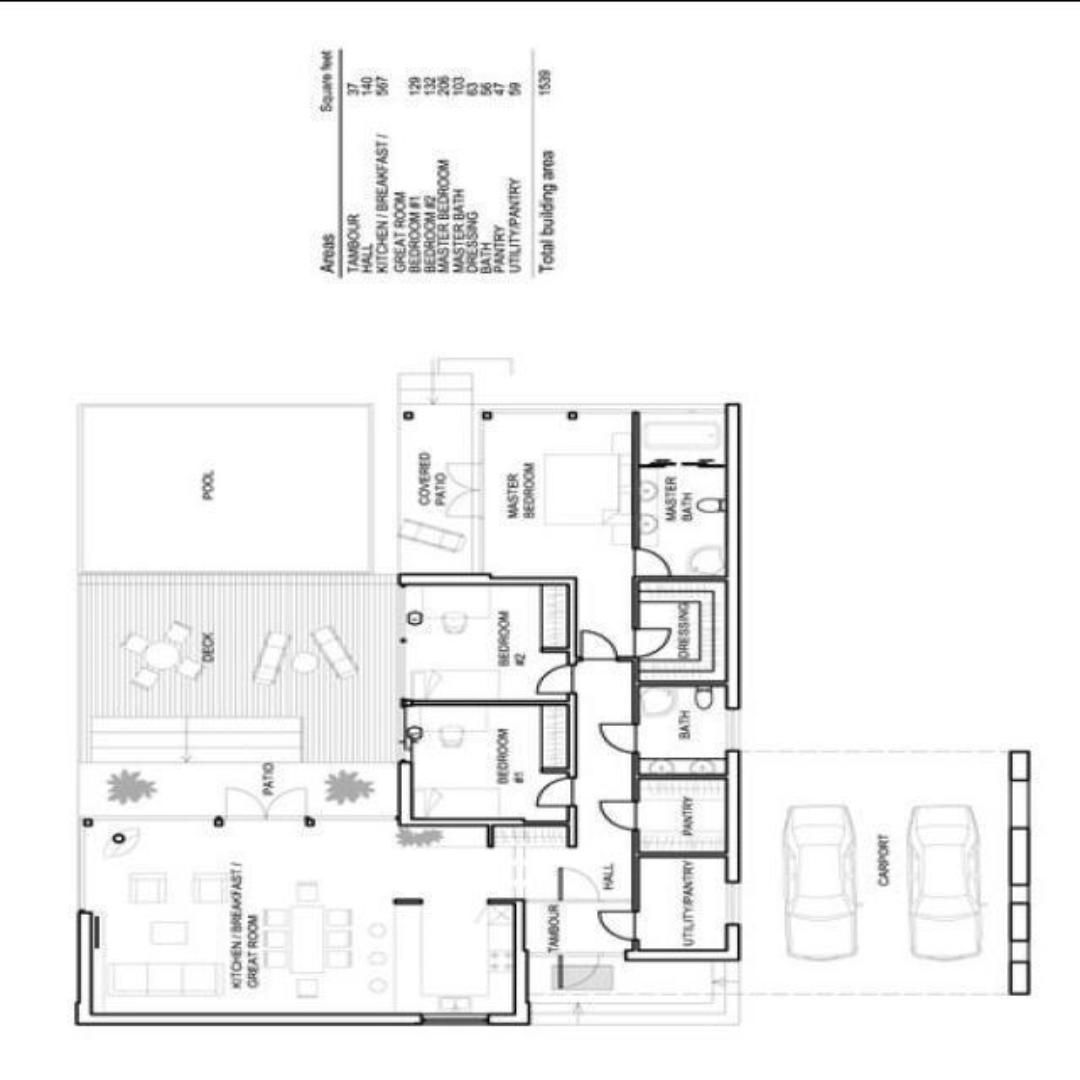 Areas Square feet
TAMBOUR 37
HALL 140
KITCHEN / BREAKFAST / 567
GREAT ROOM
BEDROOM #1 129
BEDROOM #2 132
MASTER BEDROOM 206
MASTER BATH 103
DRESSING 63
BATH 56
PANTRY 47
UTILITY/PANTRY 59
Total building area 1539
POOL
COVERED
PATIO
MASTER
BEDROOM
MASTER
BATH
DECK
BEDROOM
#2
DRESSING
PATIO
BEDROOM
#1
BATH
PANTRY
KITCHEN / BREAKFAST /
GREAT ROOM
TAMBOUR
HALL
UTILITY/PANTRY
CARPORT